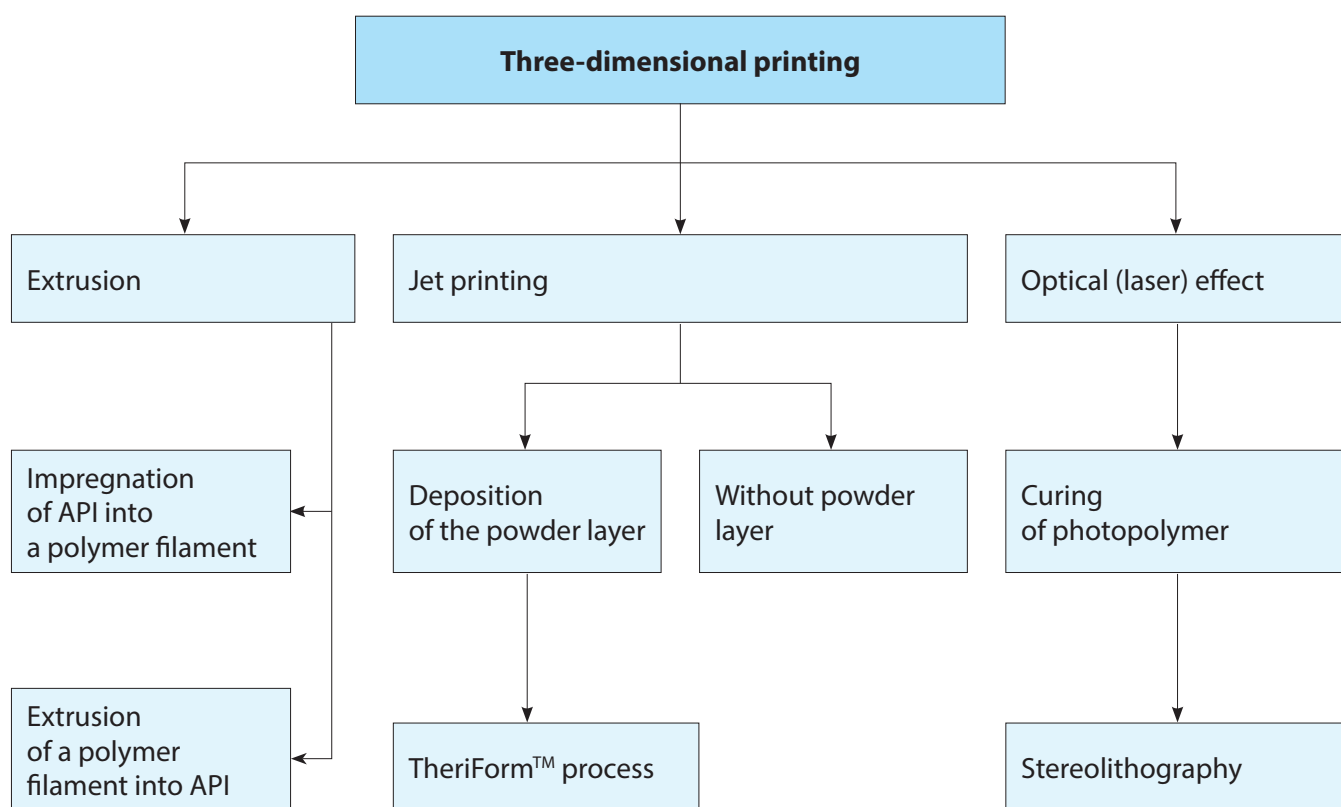 Three-dimensional printing
Extrusion
Jet printing
Optical (laser) effect
Impregnation
of API into
a polymer filament
Deposition
of the powder layer
Without powder
layer
Curing
of photopolymer
Extrusion
of a polymer
filament into API
TheriForm™ process
Stereolithography